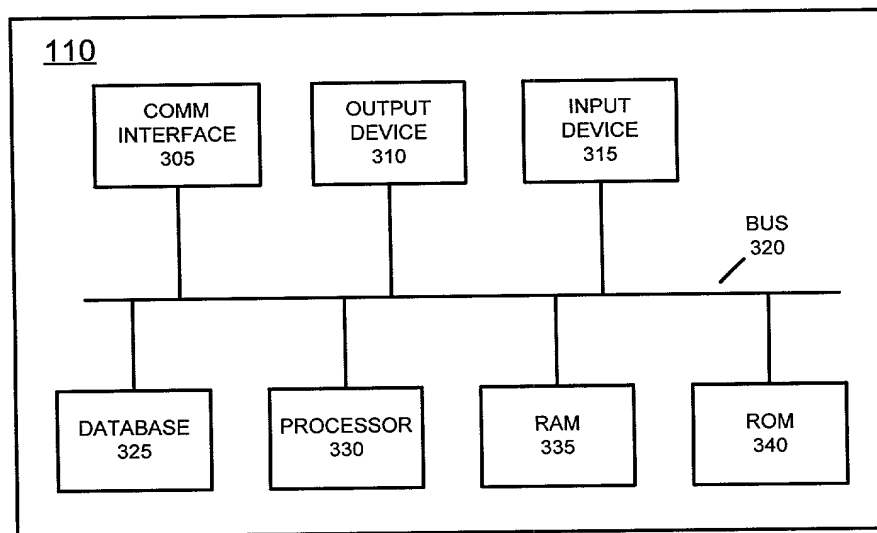 110
COMM
INTERFACE
305
OUTPUT
DEVICE
310
INPUT
DEVICE
315
BUS
320
DATABASE
325
PROCESSOR
330
RAM
335
ROM
340